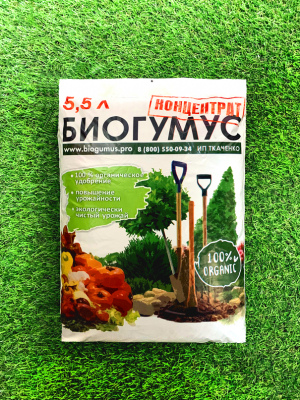 5,5 л
КОНЦЕНТРАТ
БИОГУМУС
www.biogumus.pro 8 (800) 550-09-34 ИП ТКАЧЕНКО
• 100% органическое
удобрение
• повышение
урожайности
• экологически
чистый урожай
100%
ORGANIC